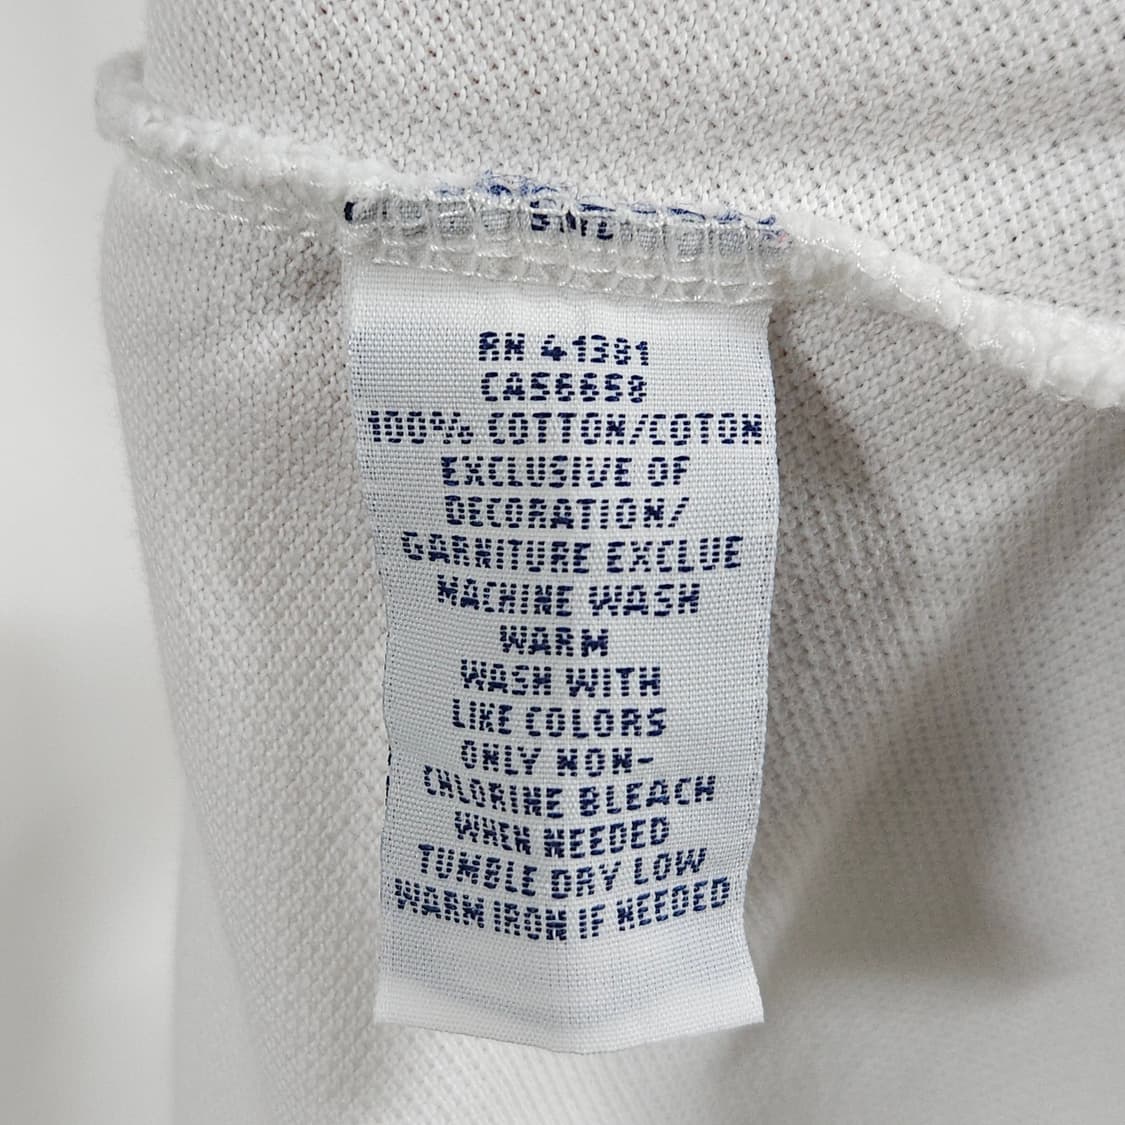 RN 41381
CA56658
100% COTTON/COTON
EXCLUSIVE OF
DECORATION/
GARNITURE EXCLUE
MACHINE WASH
WARM
WASH WITH
LIKE COLORS
ONLY NON-
CHLORINE BLEACH
WHEN NEEDED
TUMBLE DRY LOW
WARM IRON IF NEEDED